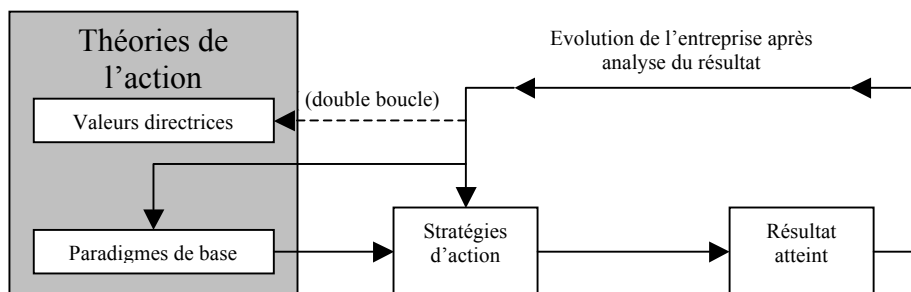 Théories de
l’action
Evolution de l’entreprise après
analyse du résultat
(double boucle)
Valeurs directrices
Paradigmes de base
Stratégies
d’action
Résultat
atteint